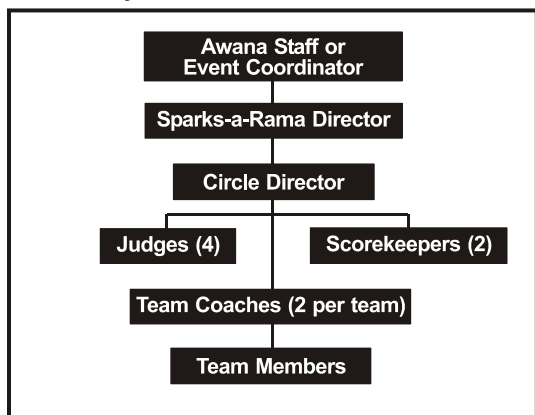 Awana Staff or
Event Coordinator
Sparks-a-Rama Director
Circle Director
Judges (4)
Scorekeepers (2)
Team Coaches (2 per team)
Team Members